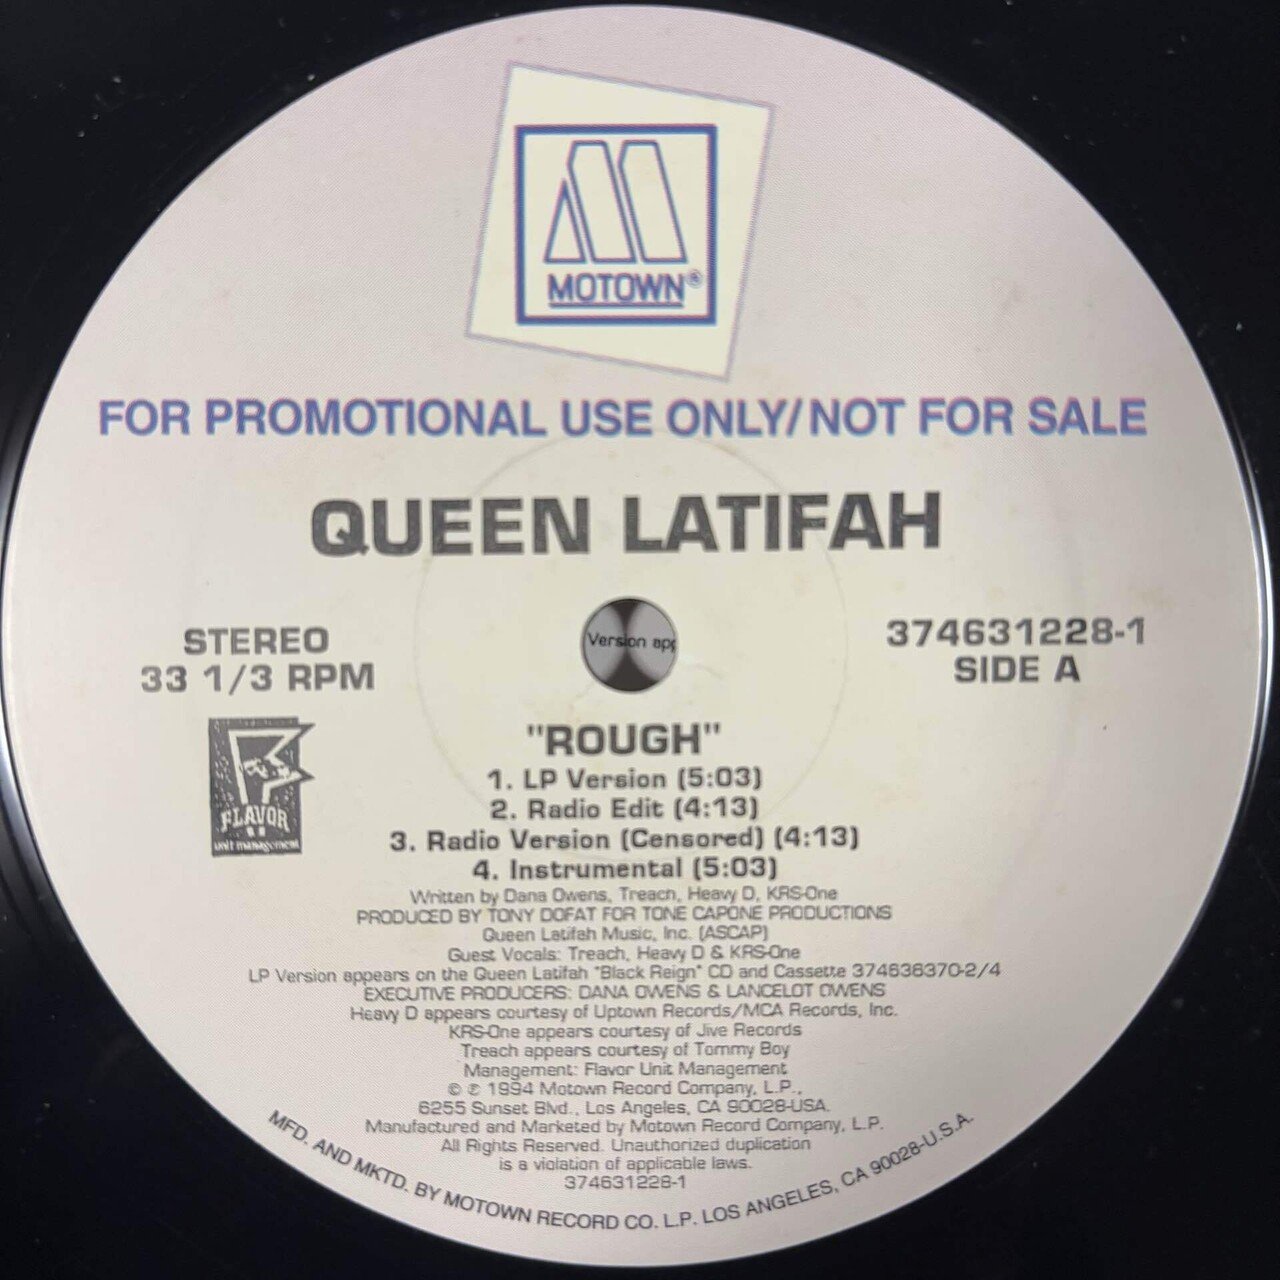 MOTOWN®
FOR PROMOTIONAL USE ONLY/NOT FOR SALE
QUEEN LATIFAH
STEREO
33 1/3 RPM
Version
374631228-1
SIDE A
FLAVOR
unit management
"ROUGH"
1. LP Version (5:03)
2. Radio Edit (4:13)
3. Radio Version (Censored) (4:13)
4. Instrumental (5:03)
Written by Dana Owens, Treach, Heavy D, KRS-One
PRODUCED BY TONY DOFAT FOR TONE CAPONE PRODUCTIONS
Queen Latifah Music, Inc. (ASCAP)
Guest Vocals: Treach, Heavy D & KRS-One
LP Version appears on the Queen Latifah "Black Reign" CD and Cassette 374636370-2/4
EXECUTIVE PRODUCERS: DANA OWENS & LANCELOT OWENS
Heavy D appears courtesy of Uptown Records/MCA Records, Inc.
KRS-One appears courtesy of Jive Records
Treach appears courtesy of Tommy Boy
Management: Flavor Unit Management
© ℗ 1994 Motown Record Company, L.P.,
6255 Sunset Blvd., Los Angeles, CA 90028-USA.
Manufactured and Marketed by Motown Record Company, L.P.
All Rights Reserved. Unauthorized duplication
is a violation of applicable laws.
374631228-1
MFD. AND MKTD. BY MOTOWN RECORD CO. L.P. LOS ANGELES, CA 90028-U.S.A.